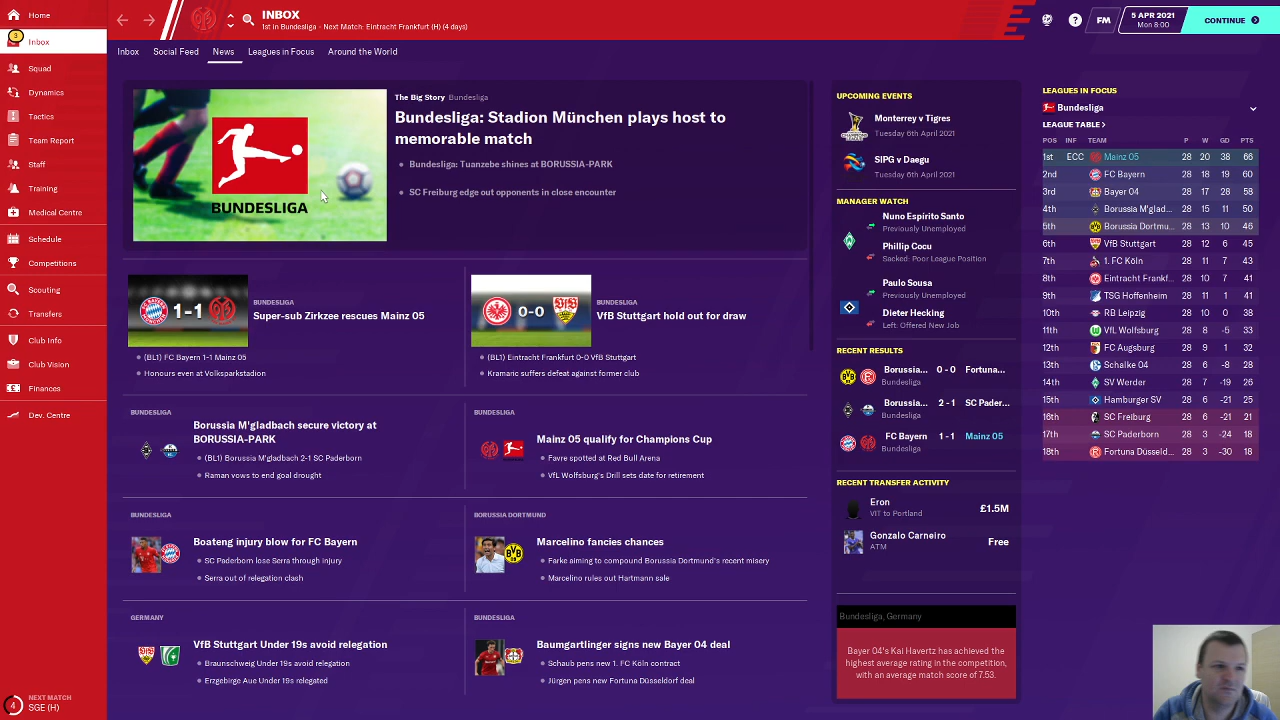 Home
3
Inbox
Squad
Dynamics
Tactics
Team Report
Staff
Training
Medical Centre
Schedule
Competitions
Scouting
Transfers
Club Info
Club Vision
Finances
Dev. Centre
4
NEXT MATCH
SGE (H)
INBOX
1st in Bundesliga - Next Match: Eintracht Frankfurt (H) (4 days)
?
FM
5 APR 2021
Mon 8:00
CONTINUE
Inbox Social Feed News Leagues in Focus Around the World
BUNDESLIGA
The Big Story Bundesliga
Bundesliga: Stadion München plays host to
memorable match
Bundesliga: Tuanzebe shines at BORUSSIA-PARK
SC Freiburg edge out opponents in close encounter
1-1
BUNDESLIGA
Super-sub Zirkzee rescues Mainz 05
(BL1) FC Bayern 1-1 Mainz 05
Honours even at Volksparkstadion
0-0
BUNDESLIGA
VfB Stuttgart hold out for draw
(BL1) Eintracht Frankfurt 0-0 VfB Stuttgart
Kramaric suffers defeat against former club
BUNDESLIGA
Borussia M'gladbach secure victory at
BORUSSIA-PARK
(BL1) Borussia M'gladbach 2-1 SC Paderborn
Raman vows to end goal drought
BUNDESLIGA
Mainz 05 qualify for Champions Cup
Favre spotted at Red Bull Arena
VfL Wolfsburg's Drill sets date for retirement
BUNDESLIGA
Boateng injury blow for FC Bayern
SC Paderborn lose Serra through injury
Serra out of relegation clash
BORUSSIA DORTMUND
Marcelino fancies chances
Farke aiming to compound Borussia Dortmund's recent misery
Marcelino rules out Hartmann sale
GERMANY
VfB Stuttgart Under 19s avoid relegation
Braunschweig Under 19s avoid relegation
Erzgebirge Aue Under 19s relegated
BUNDESLIGA
Baumgartlinger signs new Bayer 04 deal
Schaub pens new 1. FC Köln contract
Jürgen pens new Fortuna Düsseldorf deal
UPCOMING EVENTS
Monterrey v Tigres
Tuesday 6th April 2021
SIPG v Daegu
Tuesday 6th April 2021
MANAGER WATCH
Nuno Espírito Santo
Previously Unemployed
Phillip Cocu
Sacked: Poor League Position
Paulo Sousa
Previously Unemployed
Dieter Hecking
Left: Offered New Job
RECENT RESULTS
Borussia... 0 - 0 Fortuna...
Bundesliga
Borussia... 2 - 1 SC Pader...
Bundesliga
FC Bayern 1 - 1 Mainz 05
Bundesliga
RECENT TRANSFER ACTIVITY
Eron £1.5M
VIT to Portland
Gonzalo Carneiro Free
ATM
Bundesliga, Germany
Bayer 04's Kai Havertz has achieved the
highest average rating in the competition,
with an average match score of 7.53.
LEAGUES IN FOCUS
Bundesliga
LEAGUE TABLE >
POS INF TEAM P W GD PTS
1st ECC Mainz 05 28 20 38 66
2nd FC Bayern 28 18 19 60
3rd Bayer 04 28 17 28 58
4th Borussia M'glad... 28 15 11 50
5th Borussia Dortmu... 28 13 10 46
6th VfB Stuttgart 28 12 6 45
7th 1. FC Köln 28 11 7 43
8th Eintracht Frankf... 28 10 7 41
9th TSG Hoffenheim 28 11 1 41
10th RB Leipzig 28 10 0 38
11th VfL Wolfsburg 28 8 -5 33
12th FC Augsburg 28 9 1 32
13th Schalke 04 28 6 -8 28
14th SV Werder 28 7 -19 26
15th Hamburger SV 28 6 -21 25
16th SC Freiburg 28 6 -21 21
17th SC Paderborn 28 3 -24 18
18th Fortuna Düsseld... 28 3 -30 18